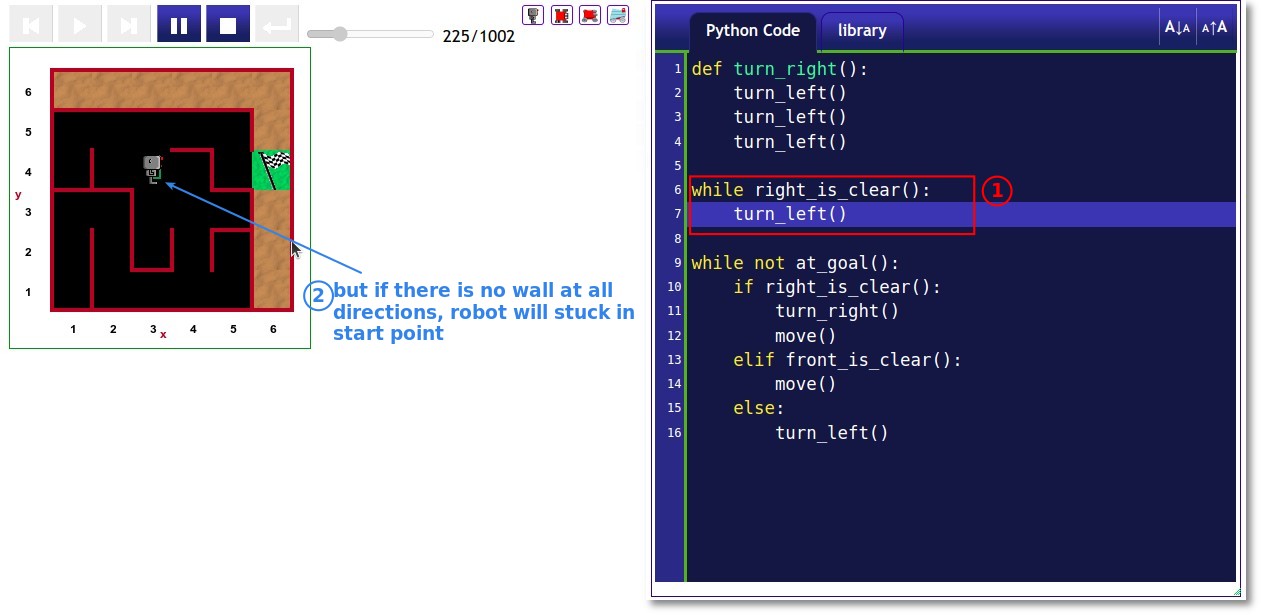 225/1002
6
5
4
y
3
2
1
1 2 3 x 4 5 6
② but if there is no wall at all
directions, robot will stuck in
start point
Python Code library A↓A A↑A
1 def turn_right():
2     turn_left()
3     turn_left()
4     turn_left()
5
6 while right_is_clear(): ①
7     turn_left()
8
9 while not at_goal():
10     if right_is_clear():
11         turn_right()
12         move()
13     elif front_is_clear():
14         move()
15     else:
16         turn_left()